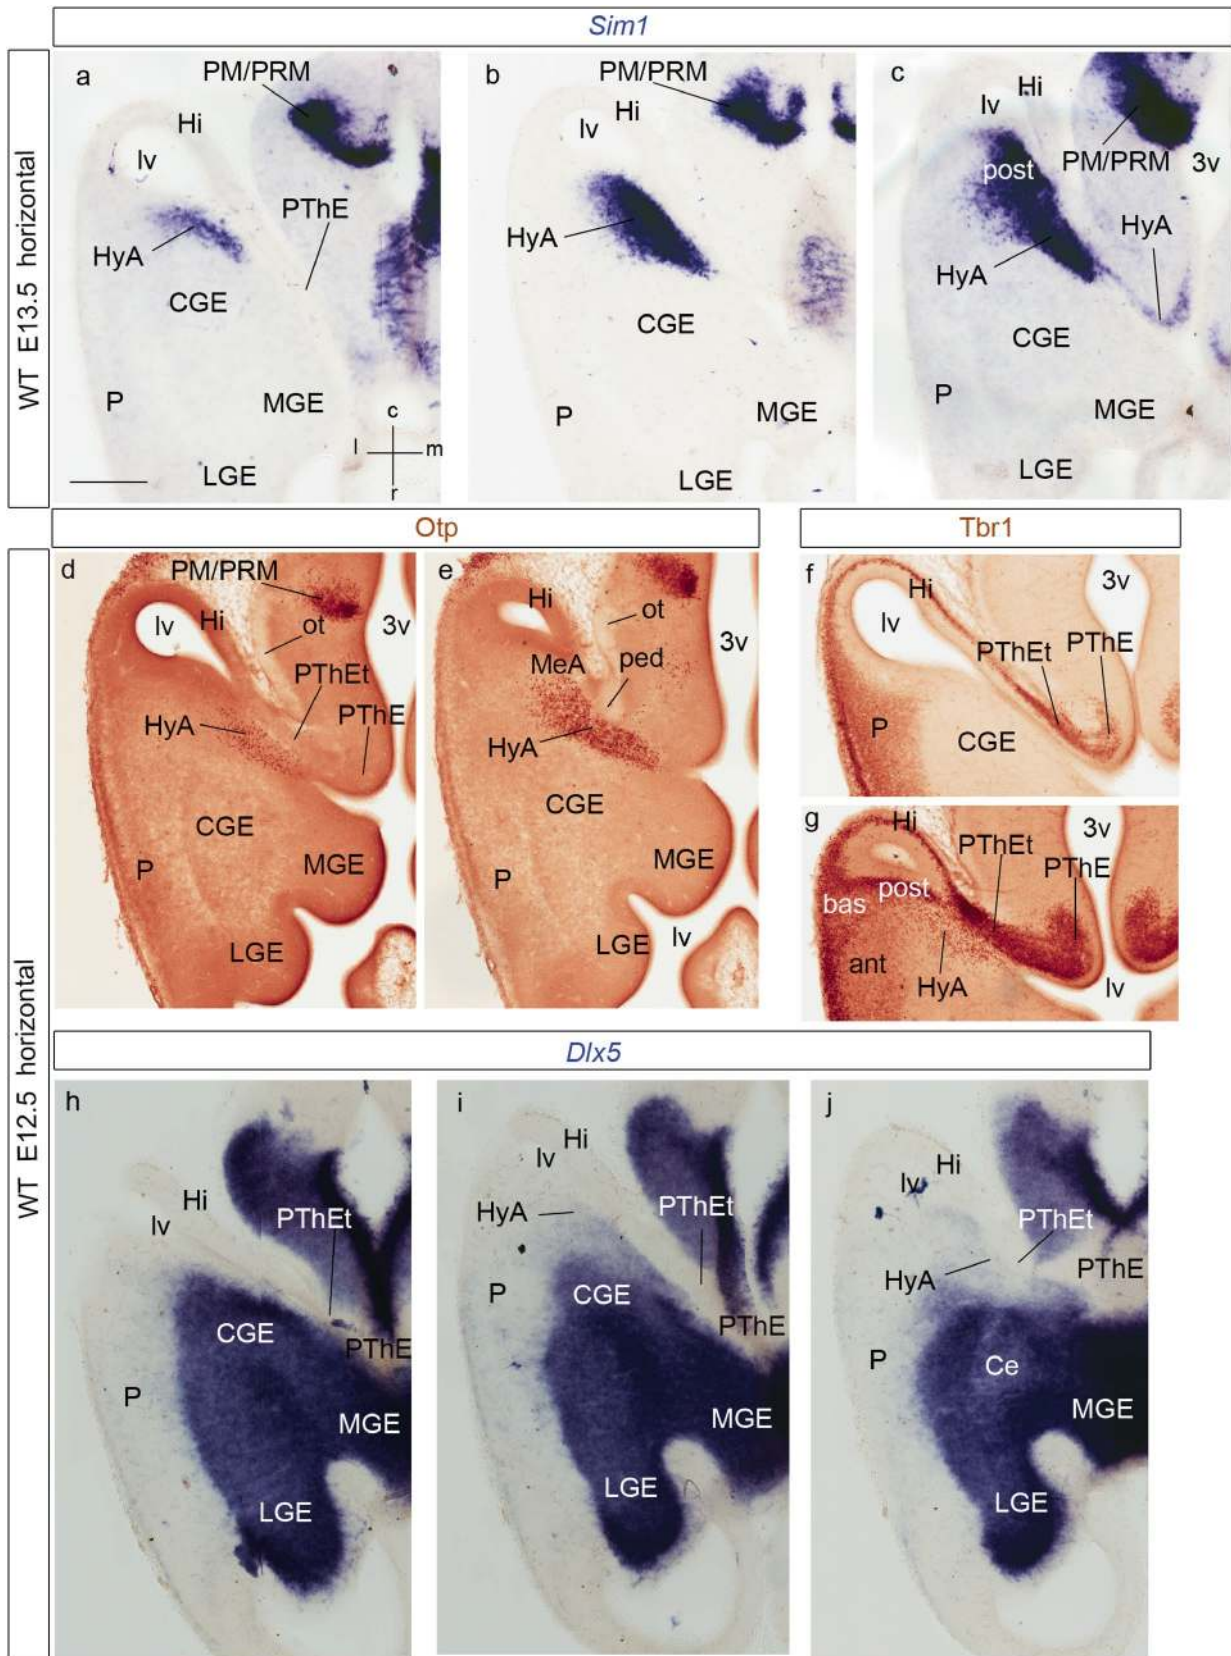 Sim1
WT E13.5 horizontal
a
PM/PRM
Hi
lv
PThE
HyA
CGE
P
MGE
LGE
c
l
m
r
b
PM/PRM
lv
Hi
HyA
CGE
P
MGE
LGE
c
lv
Hi
post
PM/PRM
3v
HyA
HyA
CGE
P
MGE
LGE
Otp
Tbr1
WT E12.5 horizontal
d
PM/PRM
lv
Hi
ot
3v
PThEt
HyA
PThE
CGE
P
MGE
LGE
e
Hi
ot
MeA
ped
3v
HyA
CGE
P
MGE
LGE
lv
f
Hi
3v
lv
PThEt
PThE
P
CGE
g
Hi
3v
PThEt
PThE
bas
post
ant
HyA
lv
Dlx5
h
Hi
lv
PThEt
CGE
PThE
P
MGE
LGE
i
Hi
lv
HyA
PThEt
P
CGE
PThE
MGE
LGE
j
Hi
lv
PThEt
HyA
PThE
P
Ce
MGE
LGE